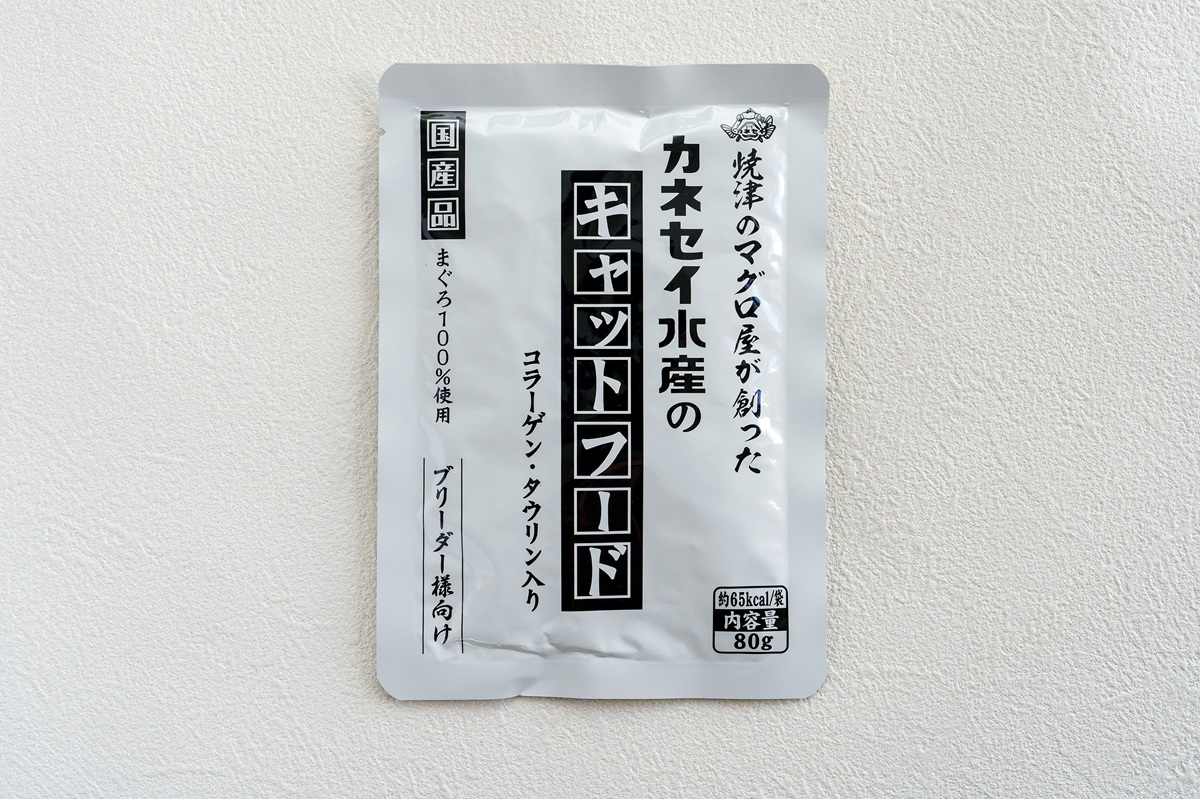 焼津のマグロ屋が創った
カネセイ水産の
キャットフード
コラーゲン・タウリン入り
国産品
まぐろ100%使用
ブリーダー様向け
約65kcal/袋
内容量
80g